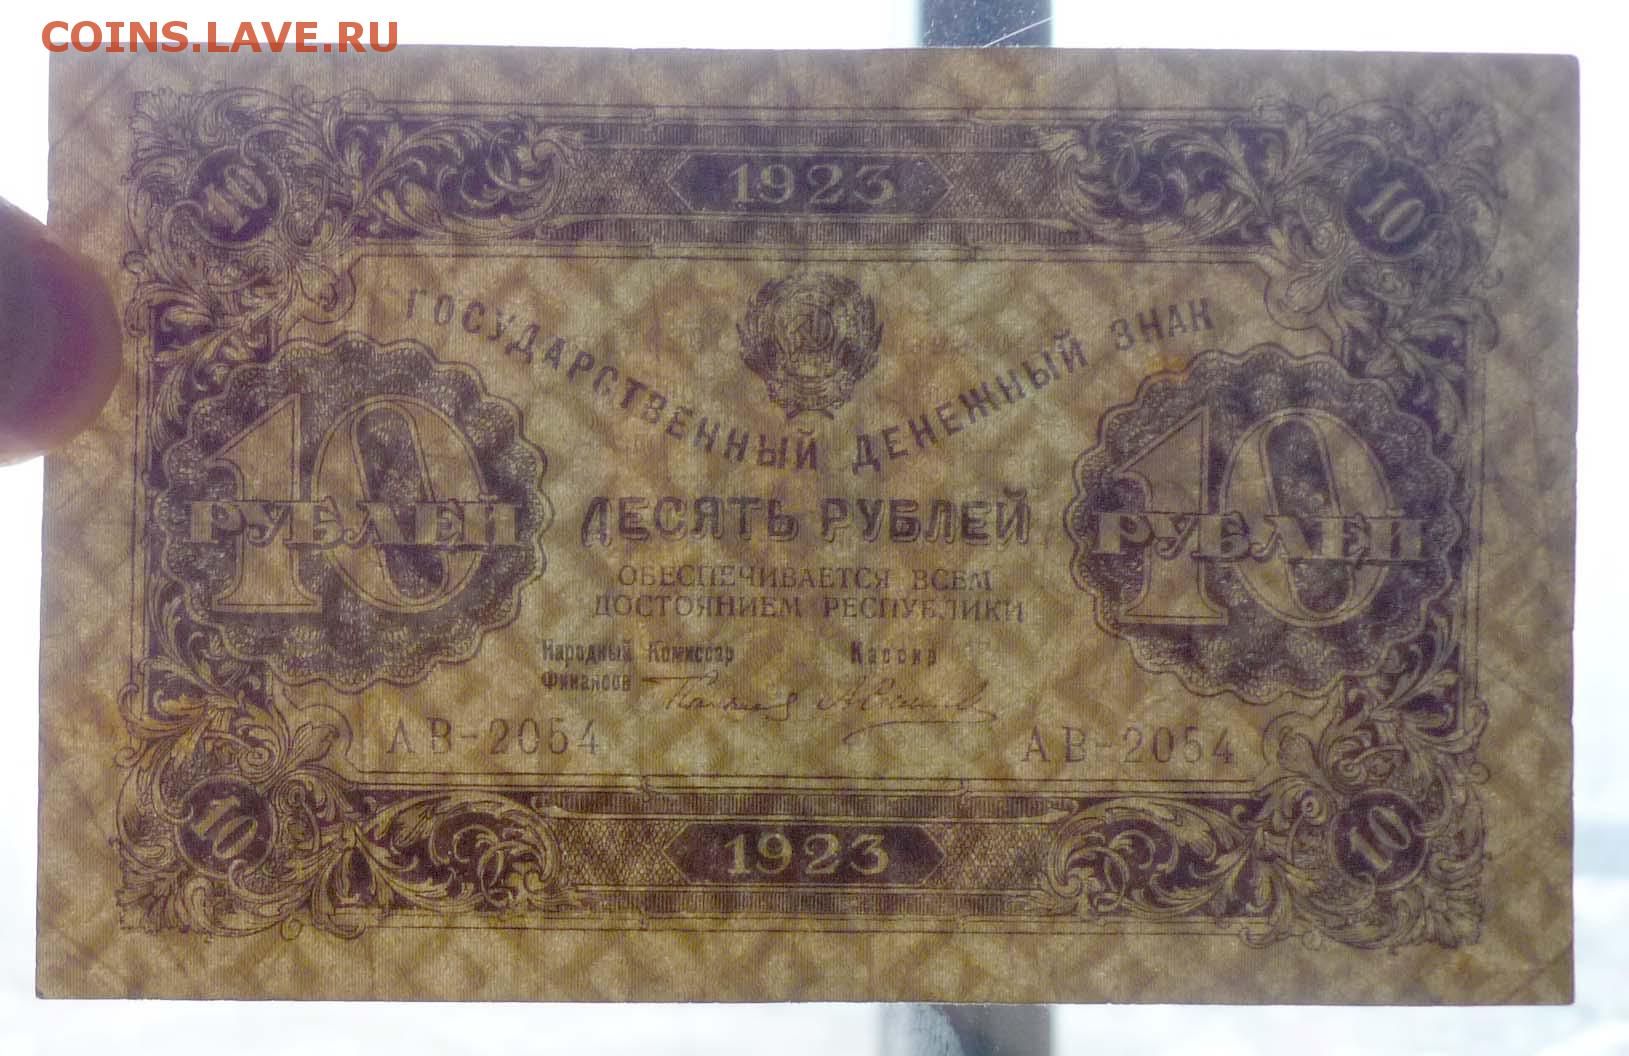 COINS.LAVE.RU
10 1923 10
ГОСУДАРСТВЕННЫЙ ДЕНЕЖНЫЙ ЗНАК
10 РУБЛЕЙ
ДЕСЯТЬ РУБЛЕЙ
10 РУБЛЕЙ
ОБЕСПЕЧИВАЕТСЯ ВСЕМ
ДОСТОЯНИЕМ РЕСПУБЛИКИ
Народный Комиссар Кассир
Финансов
АВ-2054 АВ-2054
10 1923 10